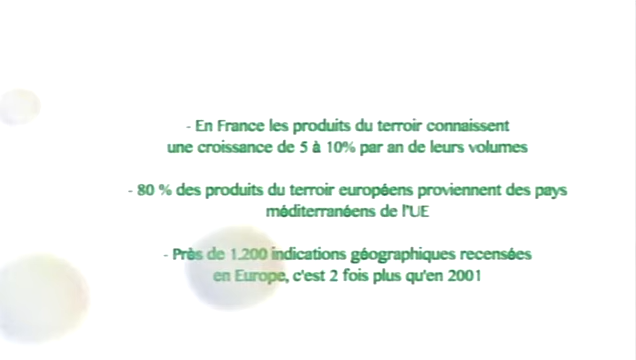 - En France les produits du terroir connaissent
une croissance de 5 à 10% par an de leurs volumes
- 80 % des produits du terroir européens proviennent des pays
méditerranéens de l'UE
- Près de 1.200 indications géographiques recensées
en Europe, c'est 2 fois plus qu'en 2001